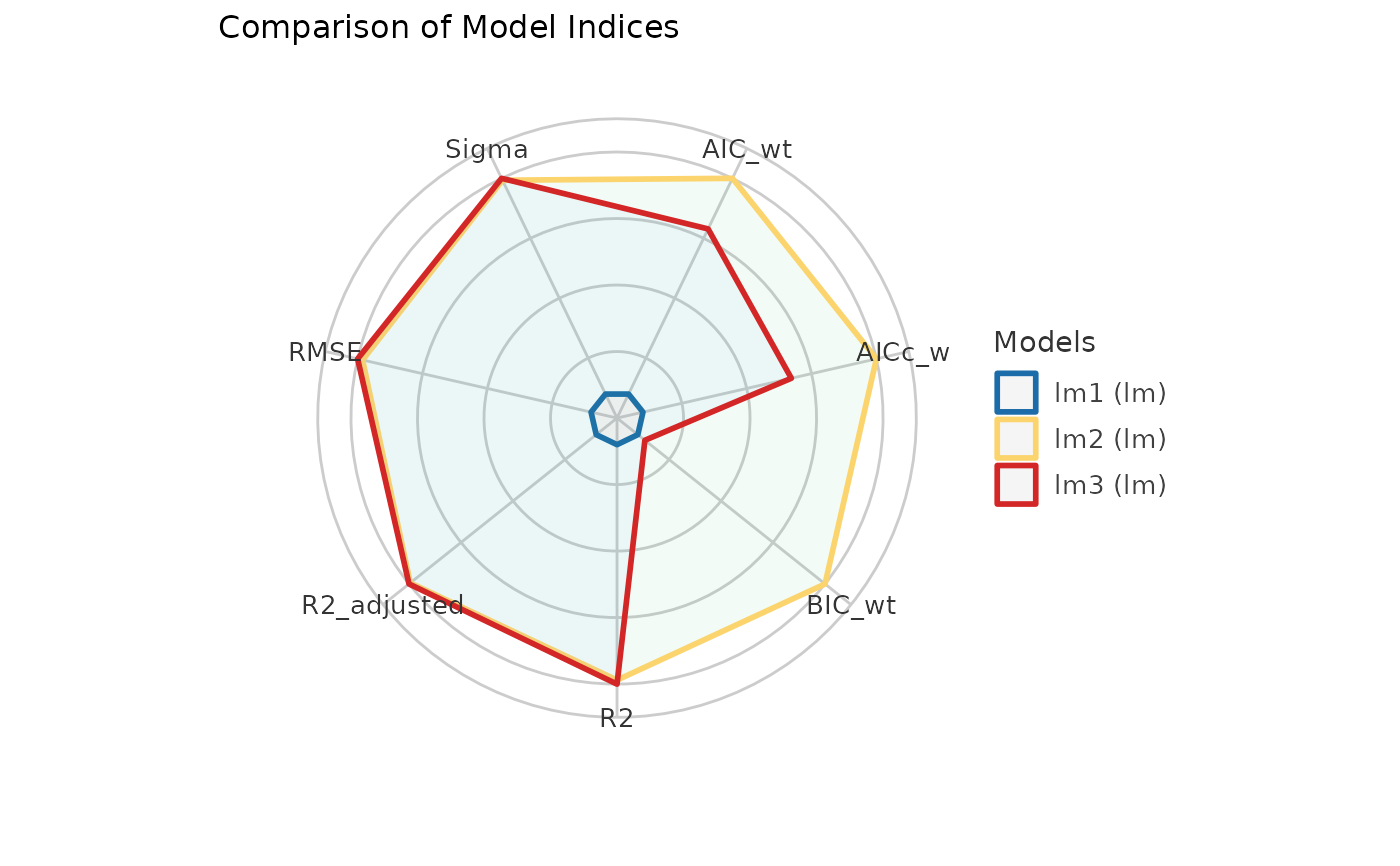 Comparison of Model Indices
Sigma
AIC_wt
RMSE
AICc_w
R2_adjusted
BIC_wt
R2
Models
lm1 (lm)
lm2 (lm)
lm3 (lm)